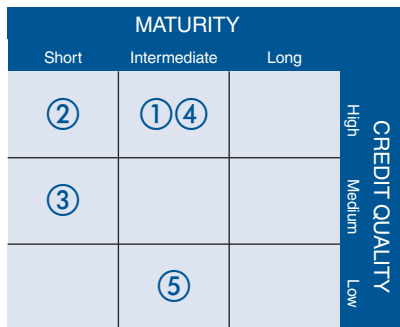 MATURITY
Short Intermediate Long
② ①④ High
③ Medium
⑤ Low
CREDIT QUALITY